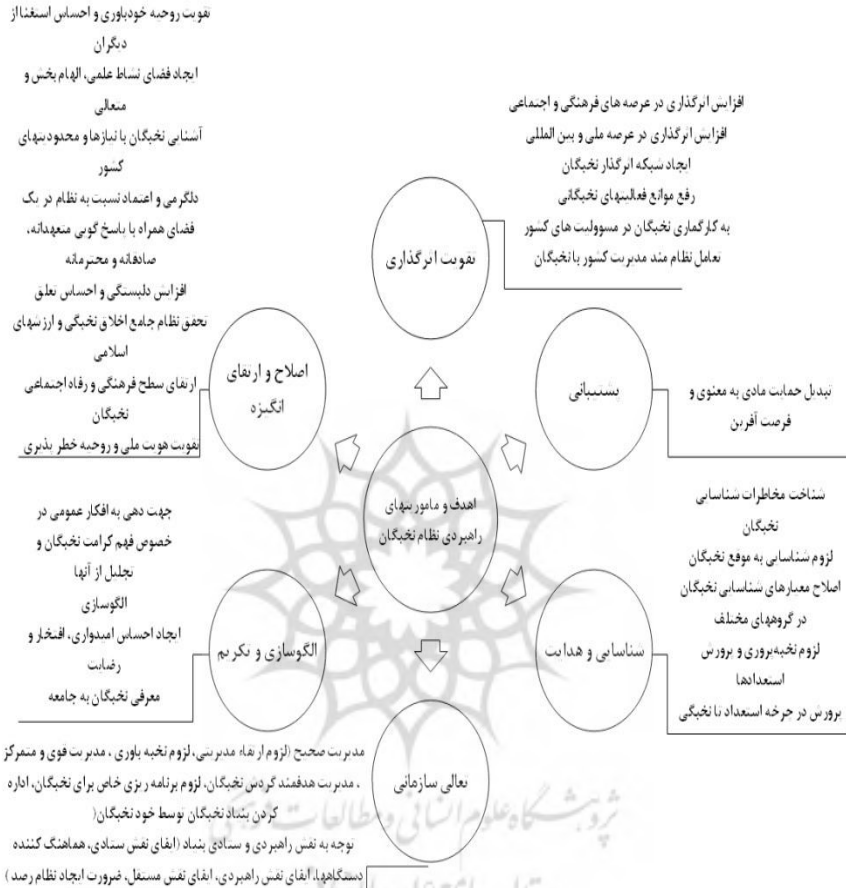 تقویت روحیه خودباوری و احساس استغنا از
دیگران
ایجاد فضای نشاط علمی، الهام بخش و
متعالی
آشنایی نخبگان با نیازها و محدودیتهای
کشور
دلگرمی و اعتماد نسبت به نظام در یک
فضای همراه با پاسخ گویی متعهدانه،
صادقانه و محترمانه
افزایش دلبستگی و احساس تعلق
تحقق نظام جامع اخلاق نخبگی و ارزشهای
اسلامی
ارتقای سطح فرهنگی و رفاه اجتماعی
نخبگان
تقویت هویت ملی و روحیه خطر پذیری
افزایش اثرگذاری در عرصه های فرهنگی و اجتماعی
افزایش اثرگذاری در عرصه ملی و بین المللی
ایجاد شبکه اثرگذار نخبگان
رفع موانع فعالیتهای نخبگانی
به کارگماری نخبگان در مسوولیت های کشور
تعامل نظام مند مدیریت کشور با نخبگان
تقویت اثرگذاری
اصلاح و ارتقای
انگیزه
پشتیبانی
تبدیل حمایت مادی به معنوی و
فرصت آفرین
اهدف و ماموریتهای
راهبردی نظام نخبگان
شناخت مخاطرات شناسایی
نخبگان
لزوم شناسایی به موقع نخبگان
اصلاح معیارهای شناسایی نخبگان
در گروههای مختلف
لزوم نخبه‌پروری و پرورش
استعدادها
پرورش در چرخه استعداد تا نخبگی
شناسایی و هدایت
جهت دهی به افکار عمومی در
خصوص فهم کرامت نخبگان و
تجلیل از آنها
الگوسازی
ایجاد احساس امیدواری، افتخار و
رضایت
معرفی نخبگان به جامعه
الگوسازی و تکریم
تعالی سازمانی
مدیریت صحیح (لزوم ارتقاء مدیریتی، لزوم نخبه باوری ، مدیریت قوی و متمرکز
، مدیریت هدفمند گردش نخبگان، لزوم برنامه ریزی خاص برای نخبگان، اداره
کردن بنیاد نخبگان توسط خود نخبگان(
توجه به نقش راهبردی و ستادی بنیاد (ایفای نقش ستادی، هماهنگ کننده
دستگاهها، ایفای نقش راهبردی، ایفای نقش مستقل، ضرورت ایجاد نظام رصد )
پژوهشگاه علوم انسانی و مطالعات فرهنگی